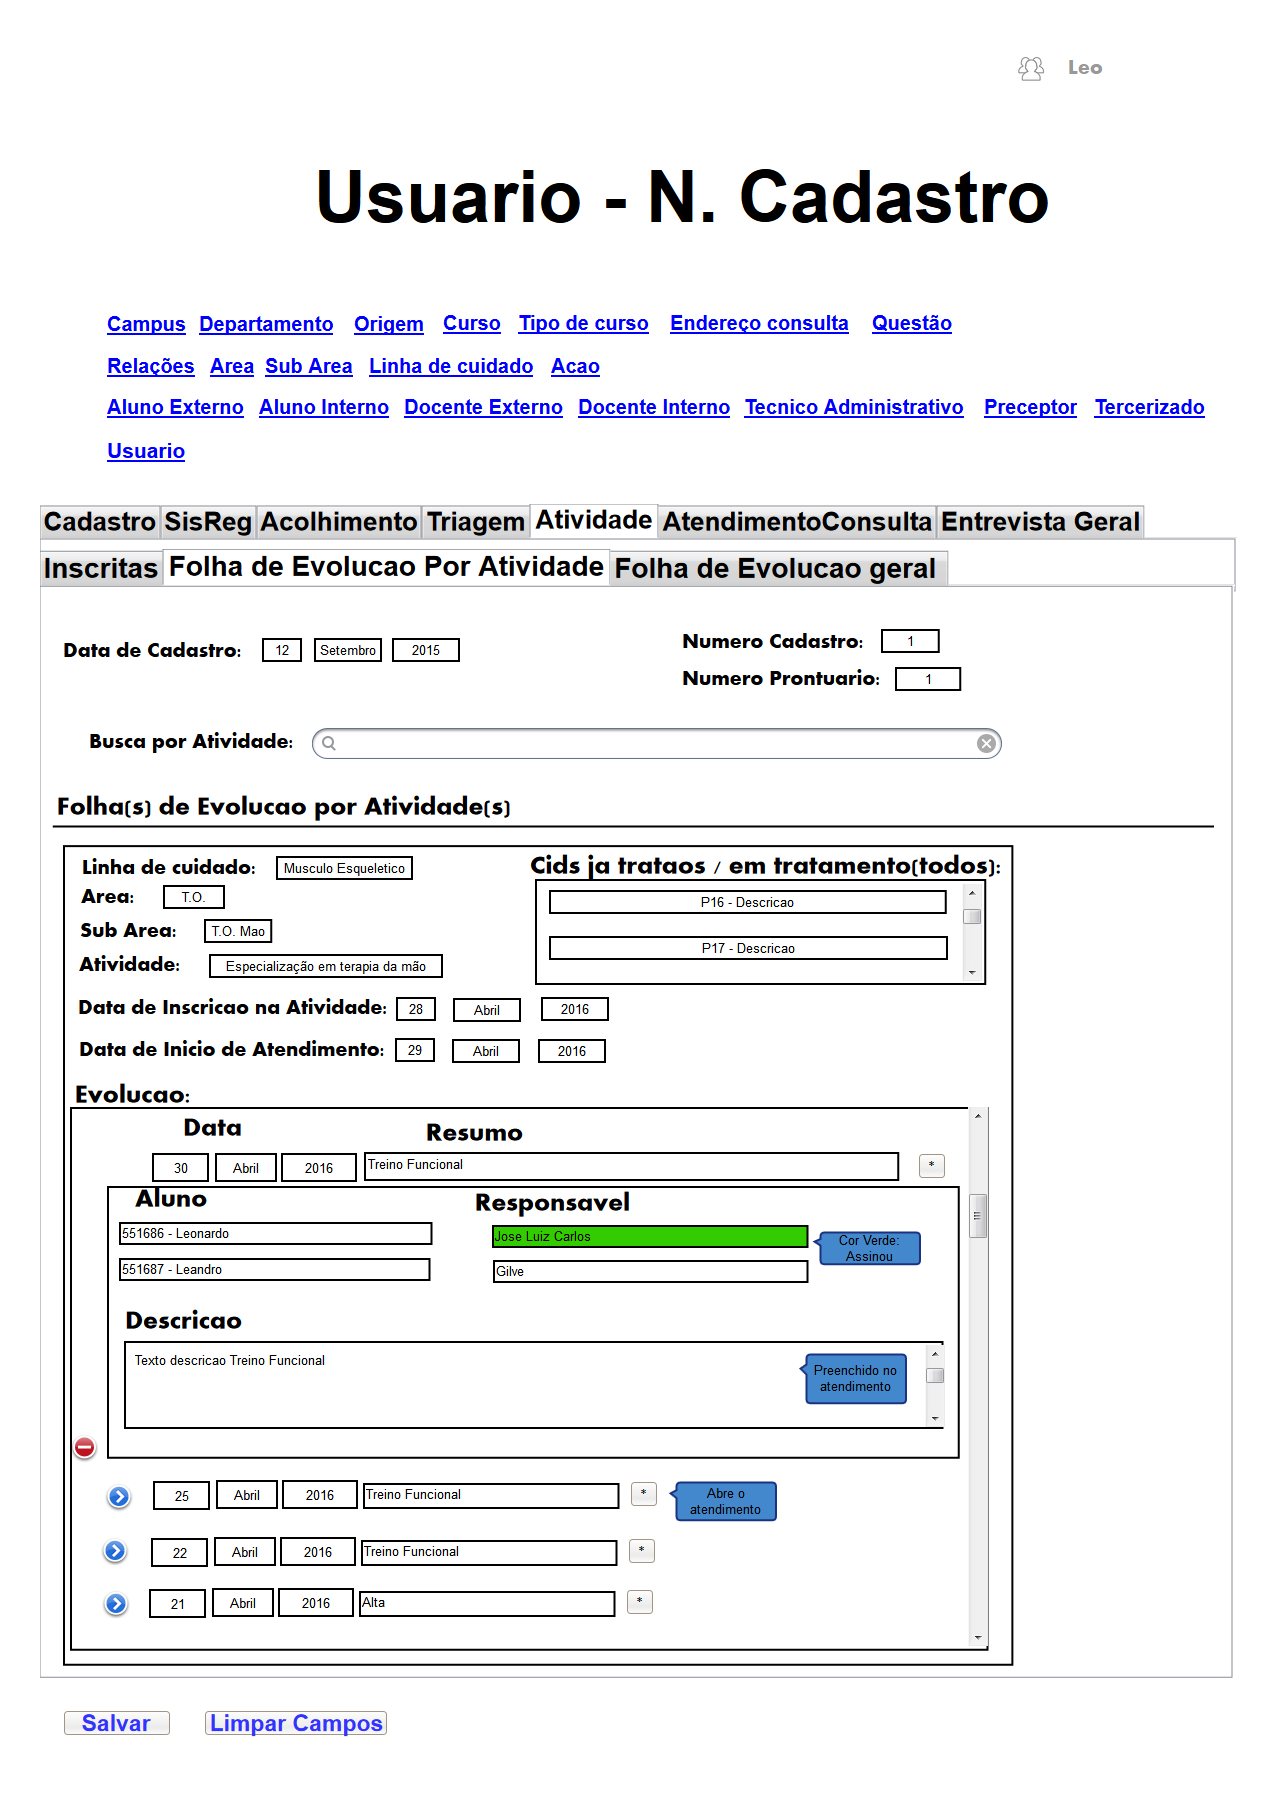 Leo
Usuario - N. Cadastro
Campus Departamento Origem Curso Tipo de curso Endereço consulta Questão
Relações Area Sub Area Linha de cuidado Acao
Aluno Externo Aluno Interno Docente Externo Docente Interno Tecnico Administrativo Preceptor Tercerizado
Usuario
Cadastro SisReg Acolhimento Triagem Atividade AtendimentoConsulta Entrevista Geral
Inscritas Folha de Evolucao Por Atividade Folha de Evolucao geral
Data de Cadastro: 12 Setembro 2015
Numero Cadastro: 1
Numero Prontuario: 1
Busca por Atividade:
Folha(s) de Evolucao por Atividade(s)
Linha de cuidado: Musculo Esqueletico
Area: T.O.
Sub Area: T.O. Mao
Atividade: Especialização em terapia da mão
Cids ja trataos / em tratamento(todos):
P16 - Descricao
P17 - Descricao
Data de Inscricao na Atividade: 28 Abril 2016
Data de Inicio de Atendimento: 29 Abril 2016
Evolucao:
Data Resumo
30 Abril 2016 Treino Funcional *
Aluno Responsavel
551686 - Leonardo Jose Luiz Carlos
Cor Verde:
Assinou
551687 - Leandro Gilve
Descricao
Texto descricao Treino Funcional
Preenchido no
atendimento
25 Abril 2016 Treino Funcional *
Abre o
atendimento
22 Abril 2016 Treino Funcional *
21 Abril 2016 Alta *
Salvar Limpar Campos